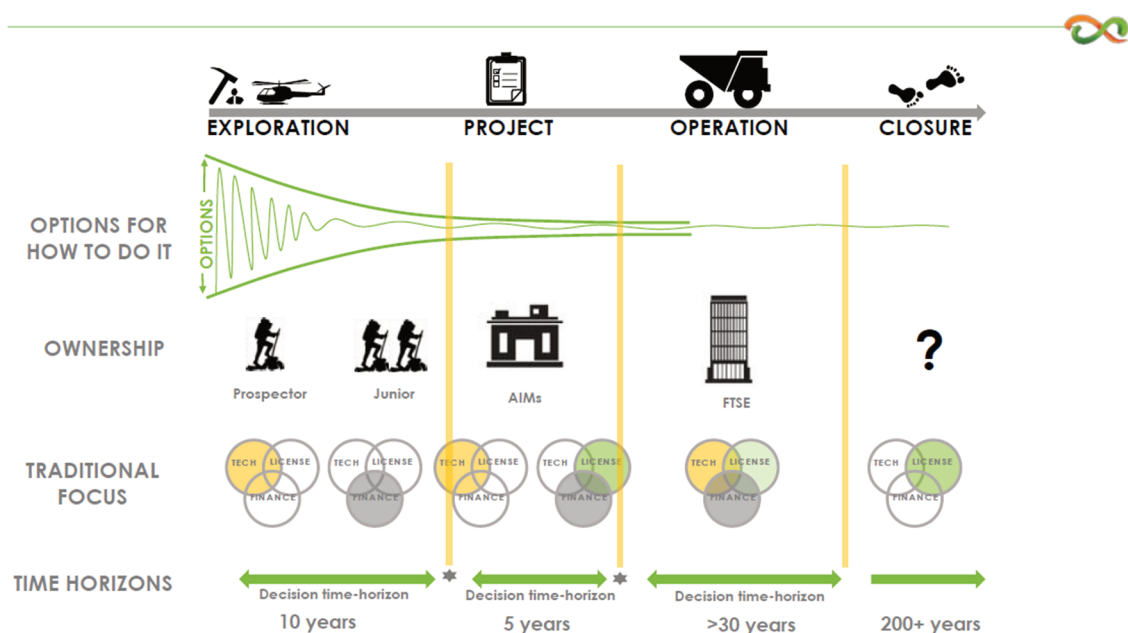 EXPLORATION
PROJECT
OPERATION
CLOSURE
OPTIONS FOR
HOW TO DO IT
OPTIONS
OWNERSHIP
Prospector
Junior
AIMs
FTSE
?
TRADITIONAL
FOCUS
TECH
LICENSE
FINANCE
TECH
LICENSE
FINANCE
TECH
LICENSE
FINANCE
TECH
LICENSE
FINANCE
TECH
LICENSE
FINANCE
TECH
LICENSE
FINANCE
TIME HORIZONS
Decision time-horizon
10 years
Decision time-horizon
5 years
Decision time-horizon
>30 years
200+ years